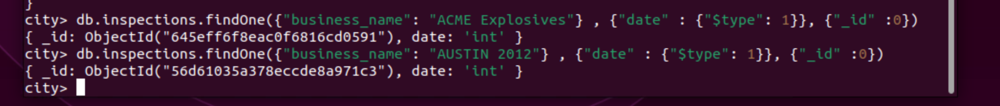 }
city> db.inspections.findOne({"business_name": "ACME Explosives"} , {"date" : {"$type": 1}}, {"_id" :0})
{ _id: ObjectId("645eff6f8eac0f6816cd0591"), date: 'int' }
city> db.inspections.findOne({"business_name": "AUSTIN 2012"} , {"date" : {"$type": 1}}, {"_id" :0})
{ _id: ObjectId("56d61035a378eccde8a971c3"), date: 'int' }
city>